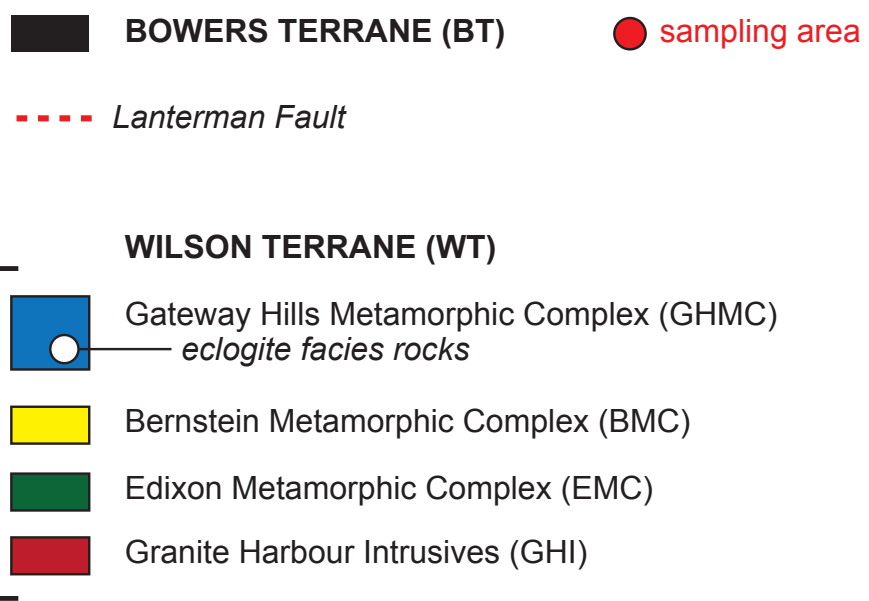 BOWERS TERRANE (BT)
sampling area
Lanterman Fault
WILSON TERRANE (WT)
Gateway Hills Metamorphic Complex (GHMC)
eclogite facies rocks
Bernstein Metamorphic Complex (BMC)
Edixon Metamorphic Complex (EMC)
Granite Harbour Intrusives (GHI)